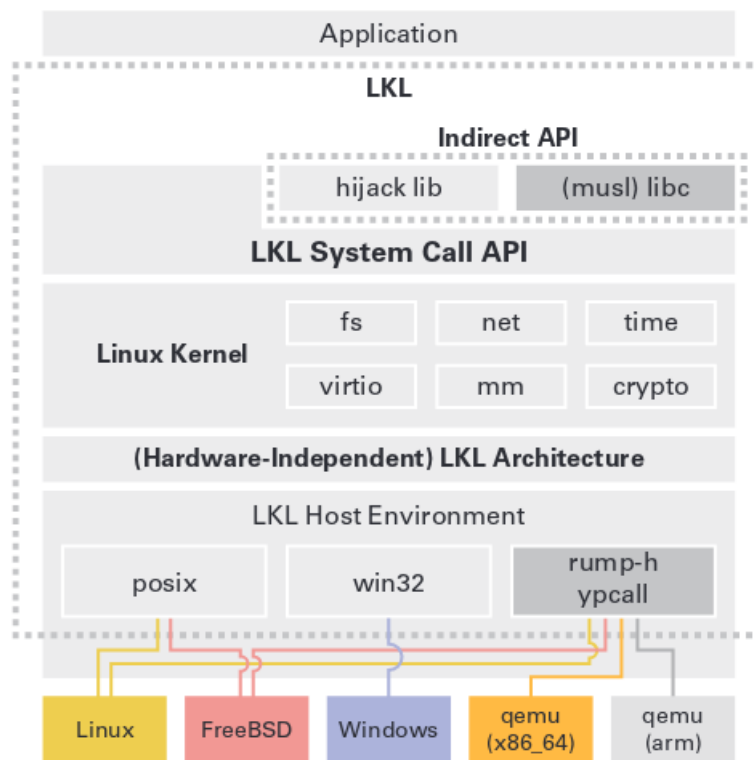 Application
LKL
Indirect API
hijack lib
(musl) libc
LKL System Call API
Linux Kernel
fs
net
time
virtio
mm
crypto
(Hardware-Independent) LKL Architecture
LKL Host Environment
posix
win32
rump-h
ypcall
Linux
FreeBSD
Windows
qemu
(x86_64)
qemu
(arm)